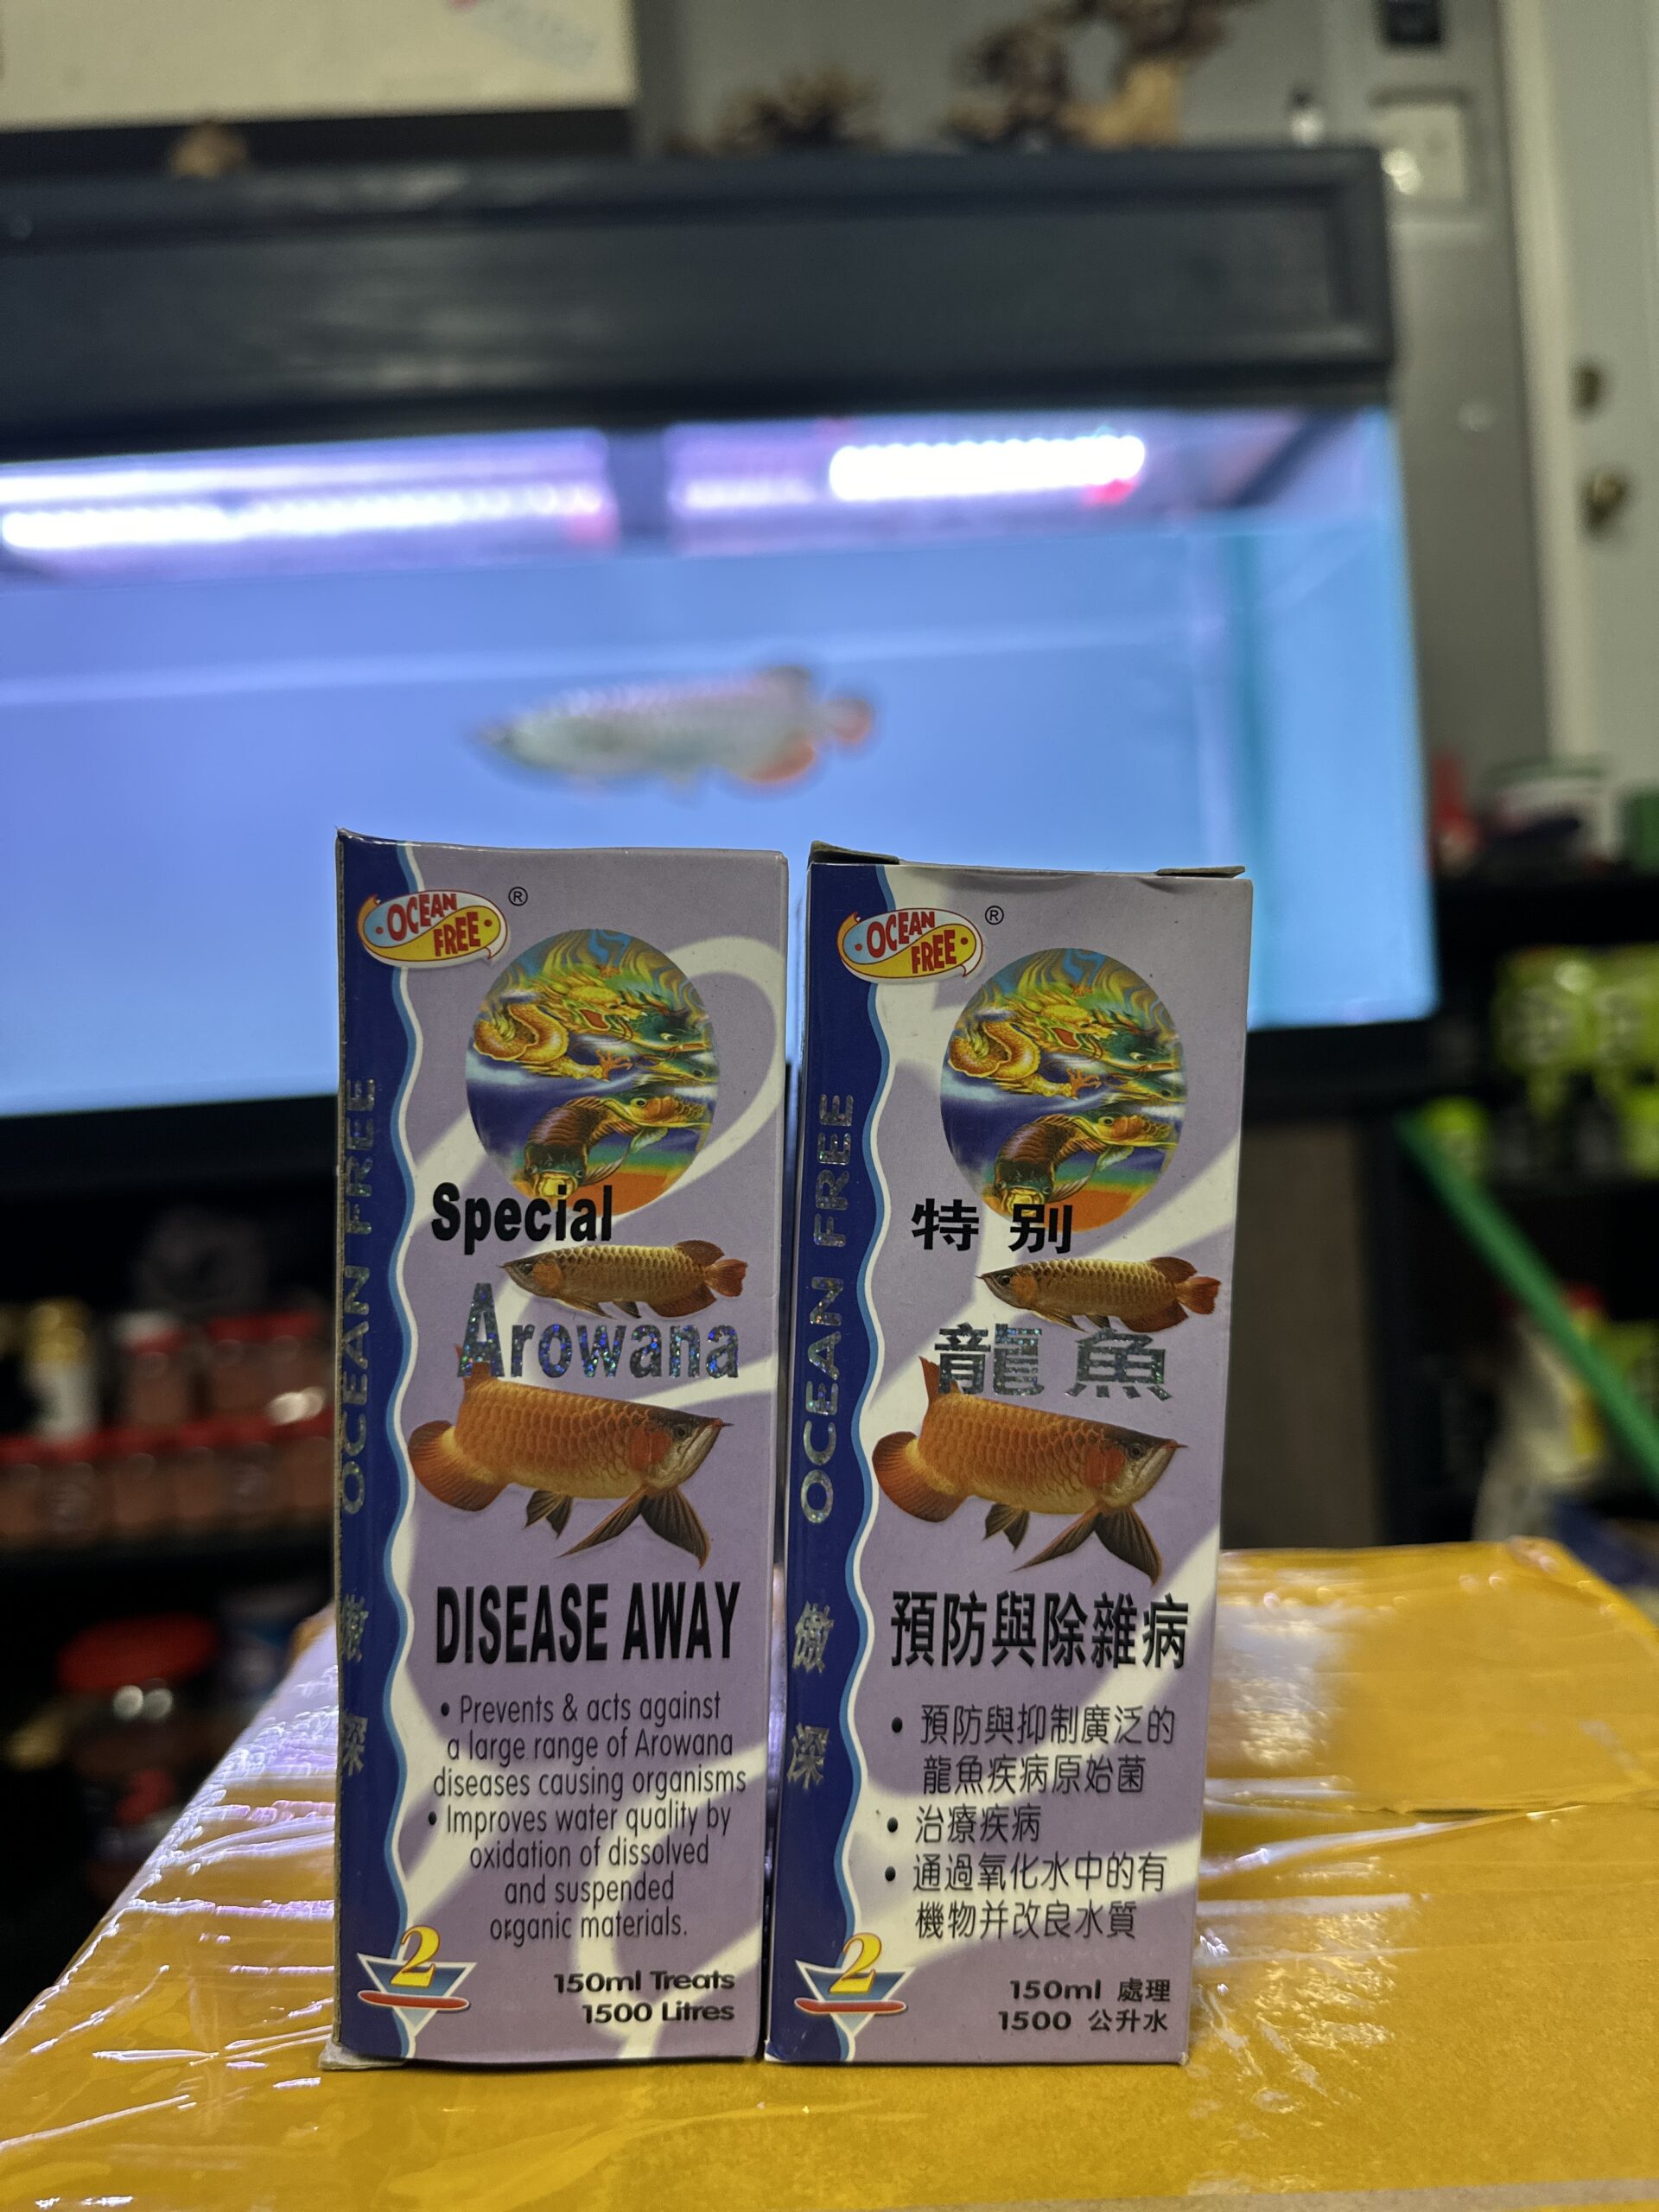 OCEAN
FREE
®
OCEAN FREE
傲深
Special
Arowana
DISEASE AWAY
• Prevents & acts against
a large range of Arowana
diseases causing organisms
• Improves water quality by
oxidation of dissolved
and suspended
organic materials.
2
150ml Treats
1500 Litres
OCEAN
FREE
®
OCEAN FREE
傲深
特别
龍魚
預防與除雜病
• 預防與抑制廣泛的
龍魚疾病原始菌
• 治療疾病
• 通過氧化水中的有
機物并改良水質
2
150ml 處理
1500 公升水